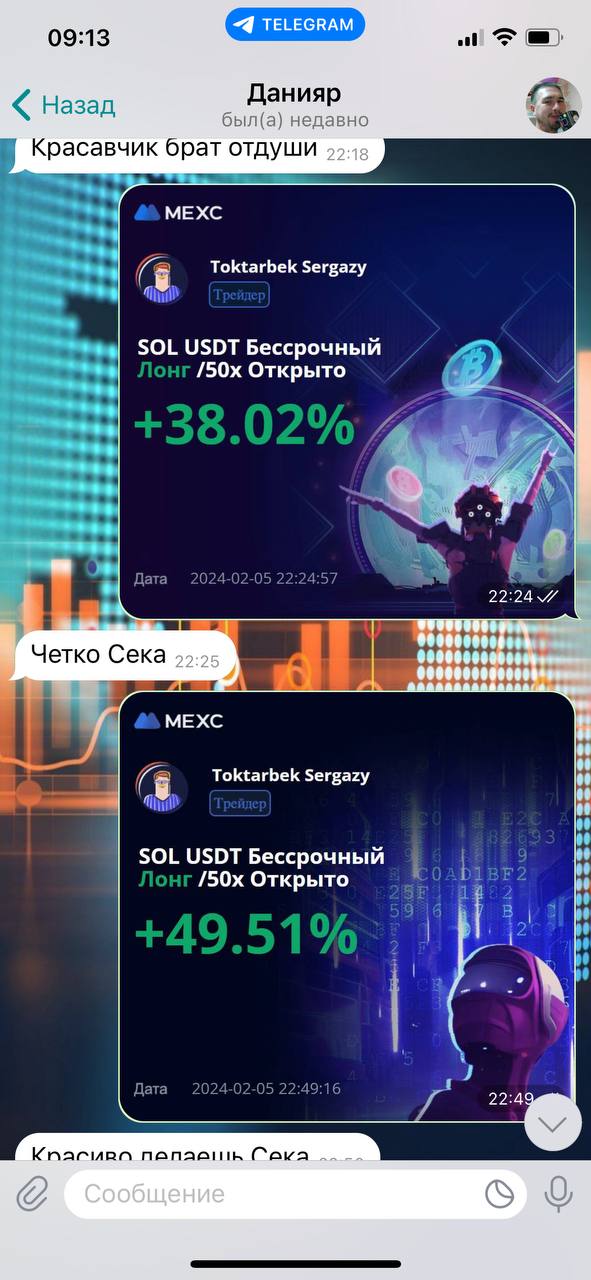 09:13
TELEGRAM
Назад
Данияр
был(а) недавно
Красавчик брат отдуши 22:18
MEXC
Toktarbek Sergazy
Трейдер
SOL USDT Бессрочный
Лонг /50x Открыто
+38.02%
Дата 2024-02-05 22:24:57
22:24
Четко Сека 22:25
MEXC
Toktarbek Sergazy
Трейдер
SOL USDT Бессрочный
Лонг /50x Открыто
+49.51%
Дата 2024-02-05 22:49:16
22:49
Красиво делаешь Сека
Сообщение